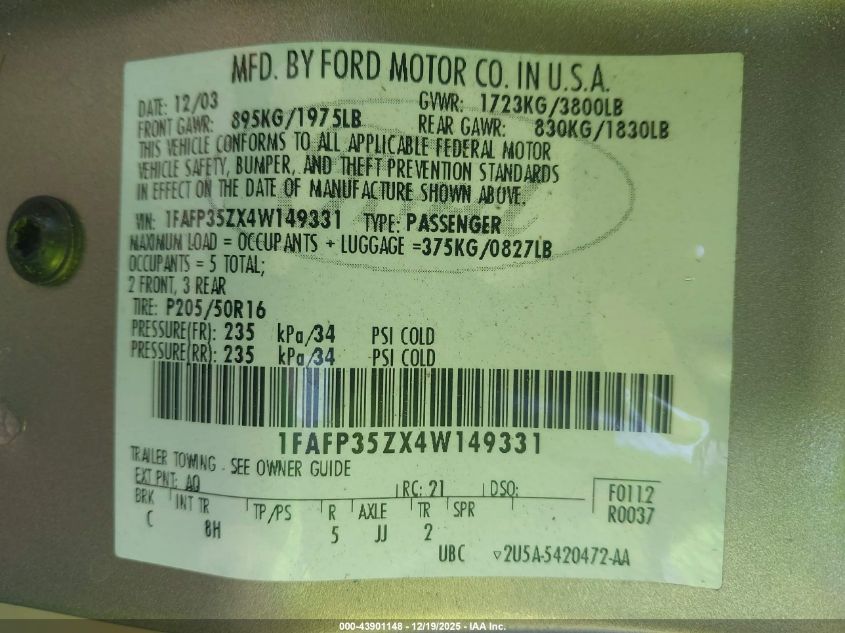 MFD. BY FORD MOTOR CO. IN U.S.A.
DATE: 12/03 GVWR: 1723KG/3800LB
FRONT GAWR: 895KG/1975LB REAR GAWR: 830KG/1830LB
THIS VEHICLE CONFORMS TO ALL APPLICABLE FEDERAL MOTOR
VEHICLE SAFETY, BUMPER, AND THEFT PREVENTION STANDARDS
IN EFFECT ON THE DATE OF MANUFACTURE SHOWN ABOVE.
VIN: 1FAFP35ZX4W149331 TYPE: PASSENGER
MAXIMUM LOAD = OCCUPANTS + LUGGAGE =375KG/0827LB
OCCUPANTS = 5 TOTAL;
2 FRONT, 3 REAR
TIRE: P205/50R16
PRESSURE(FR): 235 kPa/34 PSI COLD
PRESSURE(RR): 235 kPa/34 PSI COLD
1FAFP35ZX4W149331
TRAILER TOWING - SEE OWNER GUIDE
EXT PNT: AQ RC: 21 DSO: F0112
BRK INT TR TP/PS R AXLE TR SPR R0037
C 8H 5 JJ 2
UBC ▽2U5A-5420472-AA
000-43901148 - 12/19/2025 - IAA Inc.